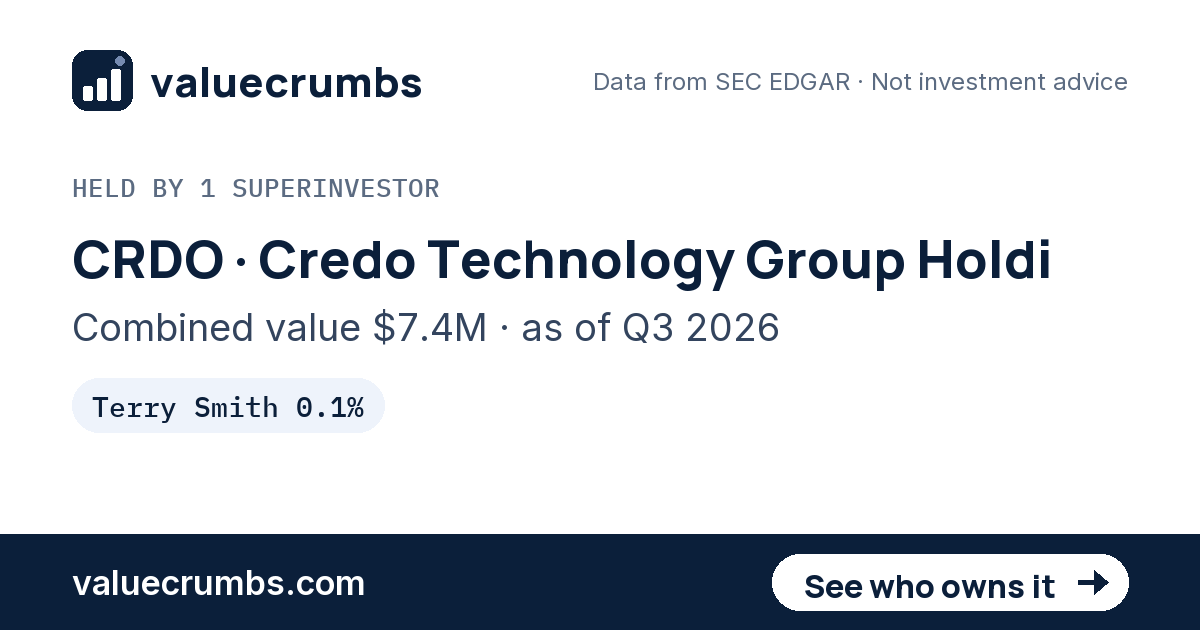 valuecrumbs
Data from SEC EDGAR · Not investment advice
HELD BY 1 SUPERINVESTOR
CRDO · Credo Technology Group Holdi
Combined value $7.4M · as of Q3 2026
Terry Smith 0.1%
valuecrumbs.com
See who owns it →